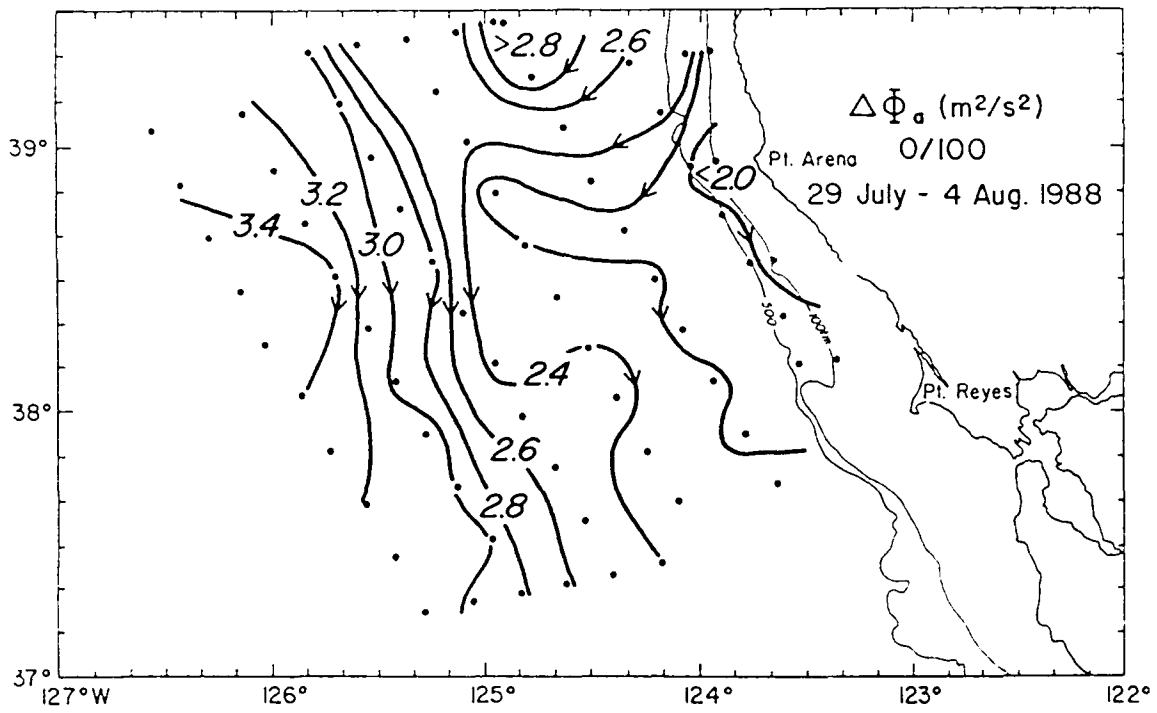 >2.8 2.6
ΔΦₐ (m²/s²)
0/100
29 July - 4 Aug. 1988
39°
Pt. Arena
<2.0
3.2
3.4
3.0
500
100 m
2.4
38°
Pt. Reyes
2.6
2.8
37°
127°W 126° 125° 124° 123° 122°